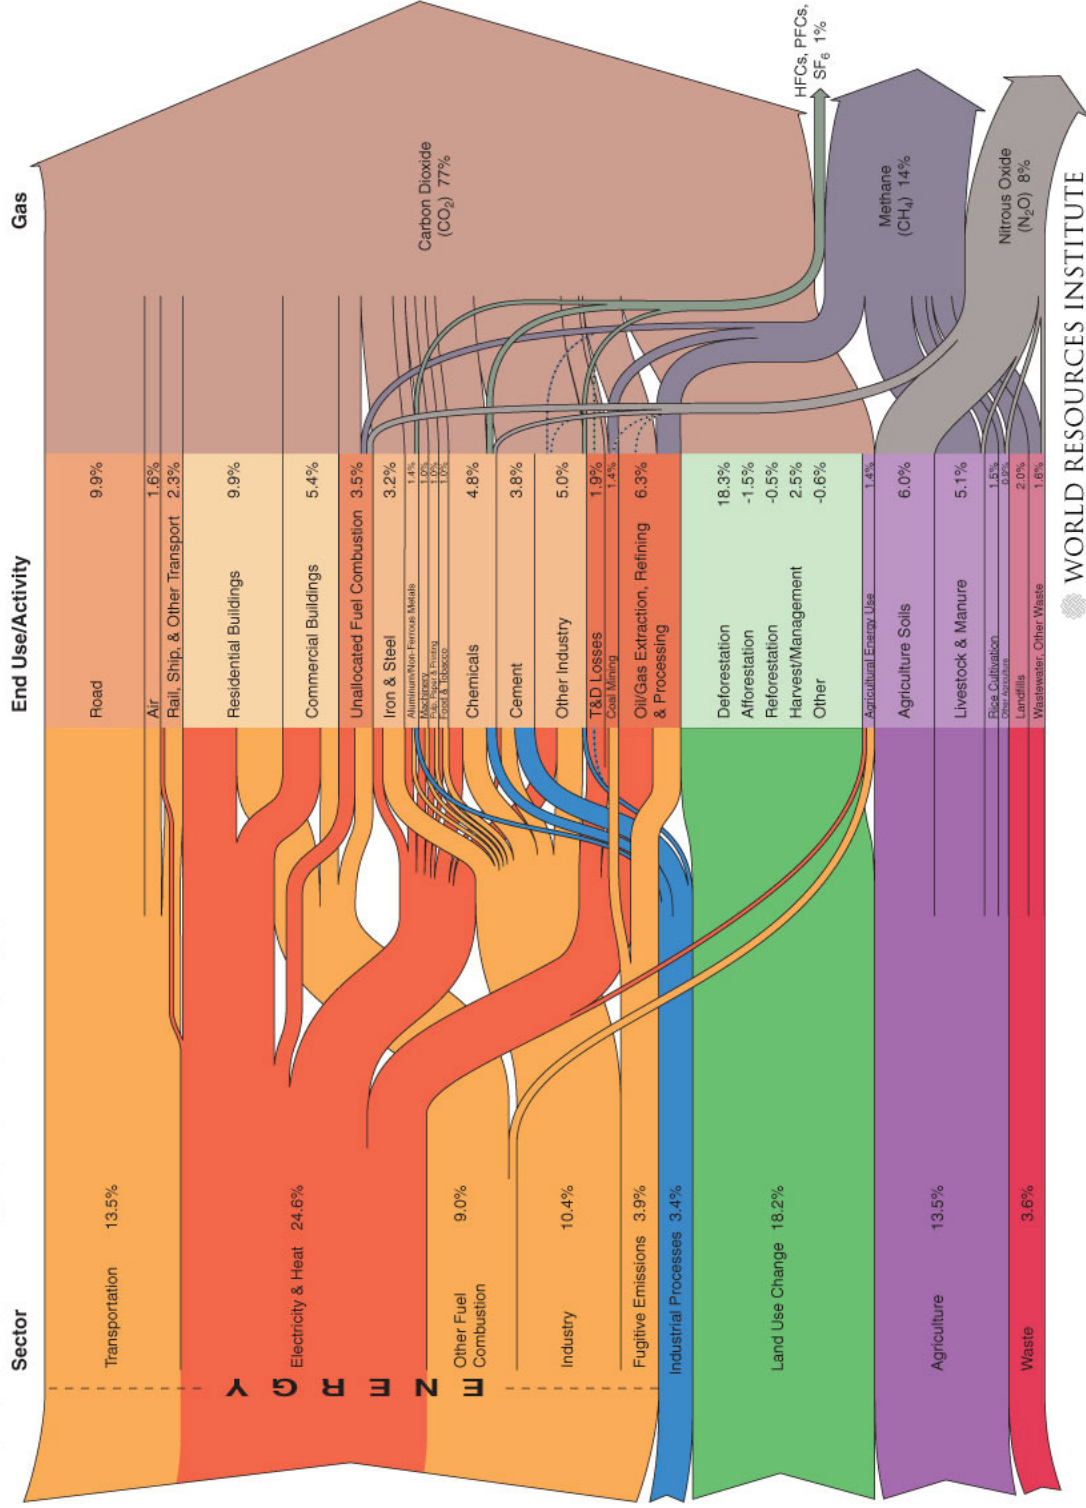 Sector
End Use/Activity
Gas
ENERGY
Transportation 13.5%
Electricity & Heat 24.6%
Other Fuel
Combustion 9.0%
Industry 10.4%
Fugitive Emissions 3.9%
Industrial Processes 3.4%
Land Use Change 18.2%
Agriculture 13.5%
Waste 3.6%
Road 9.9%
Air 1.6%
Rail, Ship, & Other Transport 2.3%
Residential Buildings 9.9%
Commercial Buildings 5.4%
Unallocated Fuel Combustion 3.5%
Iron & Steel 3.2%
Aluminum/Non-Ferrous Metals 1.4%
Machinery 1.0%
Pulp, Paper & Printing 1.0%
Food & Tobacco 1.0%
Chemicals 4.8%
Cement 3.8%
Other Industry 5.0%
T&D Losses 1.9%
Coal Mining 1.4%
Oil/Gas Extraction, Refining
& Processing 6.3%
Deforestation 18.3%
Afforestation -1.5%
Reforestation -0.5%
Harvest/Management 2.5%
Other -0.6%
Agricultural Energy Use 1.4%
Agriculture Soils 6.0%
Livestock & Manure 5.1%
Rice Cultivation 1.5%
Other Agriculture 0.9%
Landfills 2.0%
Wastewater, Other Waste 1.6%
Carbon Dioxide
(CO₂) 77%
HFCs, PFCs,
SF₆ 1%
Methane
(CH₄) 14%
Nitrous Oxide
(N₂O) 8%
WORLD RESOURCES INSTITUTE